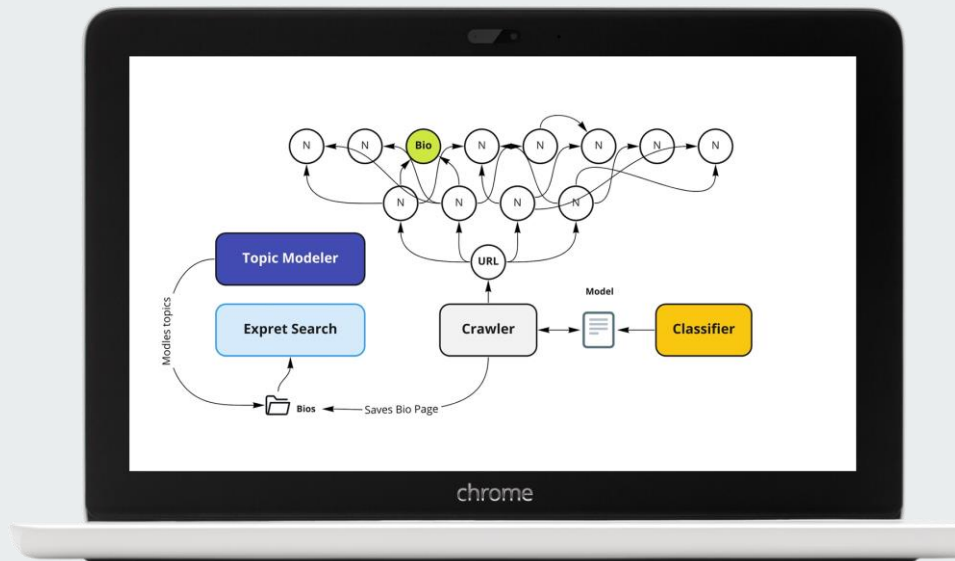 N N Bio N N N N N
N N N N
URL
Topic Modeler
Model
Expret Search
Crawler
Classifier
Modles topics
Bios
Saves Bio Page
chrome